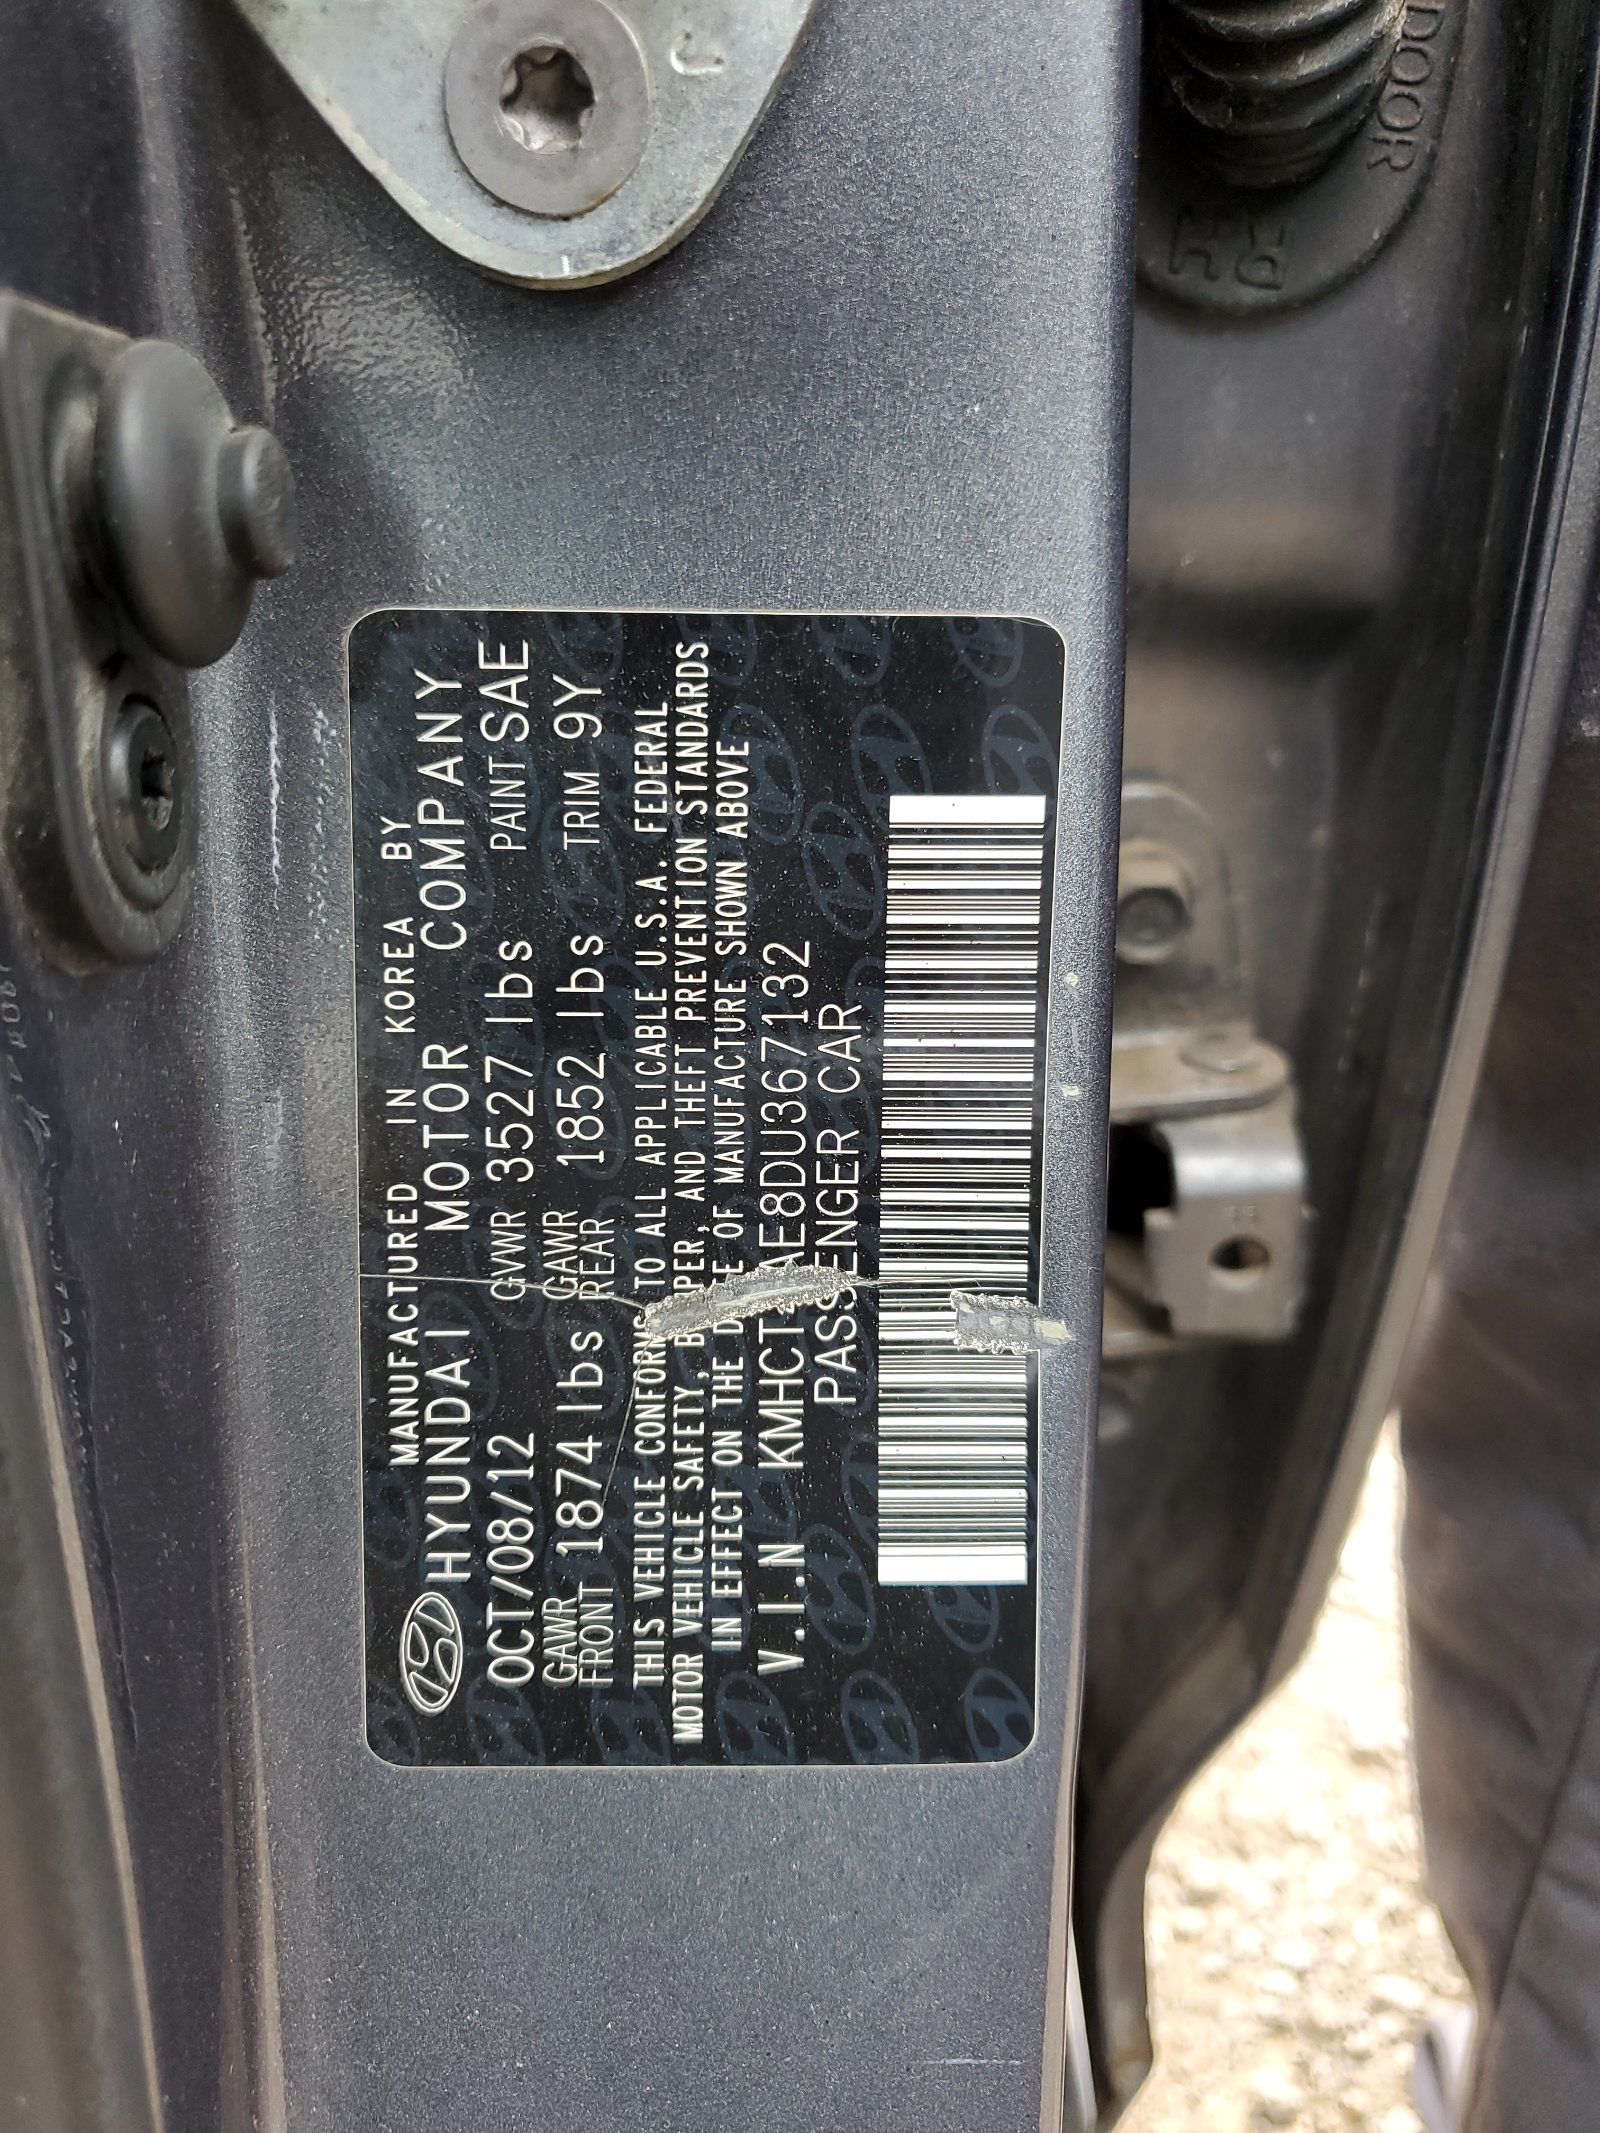 DOOR
RH
J
MANUFACTURED IN KOREA BY
HYUNDAI MOTOR COMPANY
OCT/08/12 GVWR 3527 lbs PAINT SAE
GAWR FRONT 1874 lbs GAWR REAR 1852 lbs TRIM 9Y
THIS VEHICLE CONFORMS TO ALL APPLICABLE U.S.A. FEDERAL
MOTOR VEHICLE SAFETY, AND THEFT PREVENTION STANDARDS
IN EFFECT ON THE OF MANUFACTURE SHOWN ABOVE
V.I.N
PASSENGER CAR